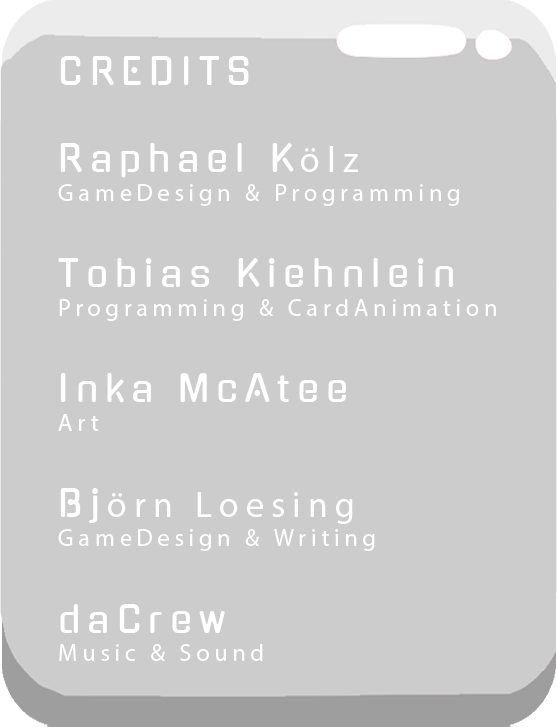 CREDITS
Raphael Kölz
GameDesign & Programming
Tobias Kiehnlein
Programming & CardAnimation
Inka McAtee
Art
Björn Loesing
GameDesign & Writing
daCrew
Music & Sound